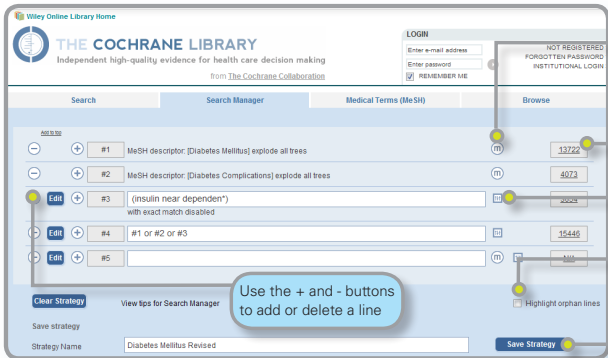 Wiley Online Library Home
THE COCHRANE LIBRARY
Independent high-quality evidence for health care decision making
from The Cochrane Collaboration
LOGIN
Enter e-mail address
Enter password
REMEMBER ME
NOT REGISTERED
FORGOTTEN PASSWORD
INSTITUTIONAL LOGIN
Search
Search Manager
Medical Terms (MeSH)
Browse
Add to top
− + #1 MeSH descriptor: [Diabetes Mellitus] explode all trees m 13722
− + #2 MeSH descriptor: [Diabetes Complications] explode all trees m 4073
Edit + #3 (insulin near dependen*)
with exact match disabled
− Edit + #4 #1 or #2 or #3 15446
− Edit + #5 m N/A
Use the + and - buttons
to add or delete a line
Clear Strategy
View tips for Search Manager
Highlight orphan lines
Save strategy
Strategy Name
Diabetes Mellitus Revised
Save Strategy